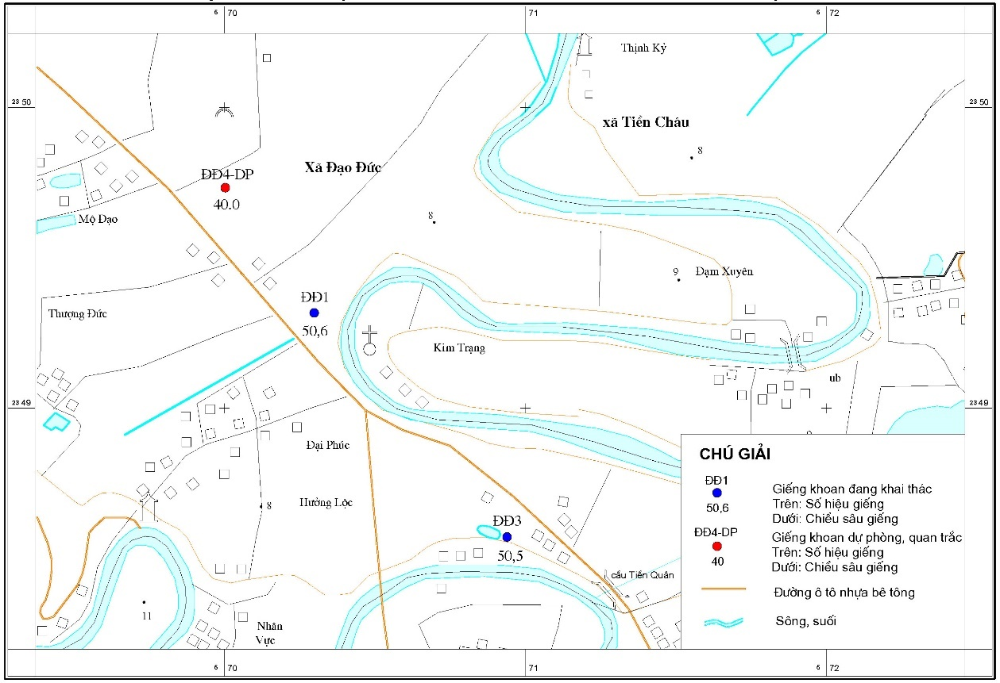 6 70
71
6 72
Thịnh Kỷ
23 50
23 50
xã Tiền Châu
8
Xã Đạo Đức
ĐĐ4-DP
40.0
8
Mộ Đạo
9
Đạm Xuyên
ĐĐ1
50,6
Thượng Đức
Kim Trạng
ub
23 49
23 49
Đại Phúc
8
Hưởng Lộc
ĐĐ3
50,5
cầu Tiền Quân
11
Nhân
Vực
CHÚ GIẢI
ĐĐ1
50,6
Giếng khoan đang khai thác
Trên: Số hiệu giếng
Dưới: Chiều sâu giếng
ĐĐ4-DP
40
Giếng khoan dự phòng, quan trắc
Trên: Số hiệu giếng
Dưới: Chiều sâu giếng
Đường ô tô nhựa bê tông
Sông, suối
6 70
71
6 72